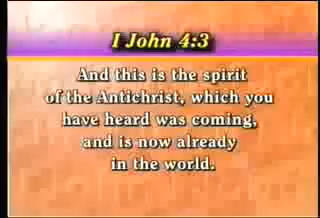 I John 4:3
And this is the spirit
of the Antichrist, which you
have heard was coming,
and is now already
in the world.